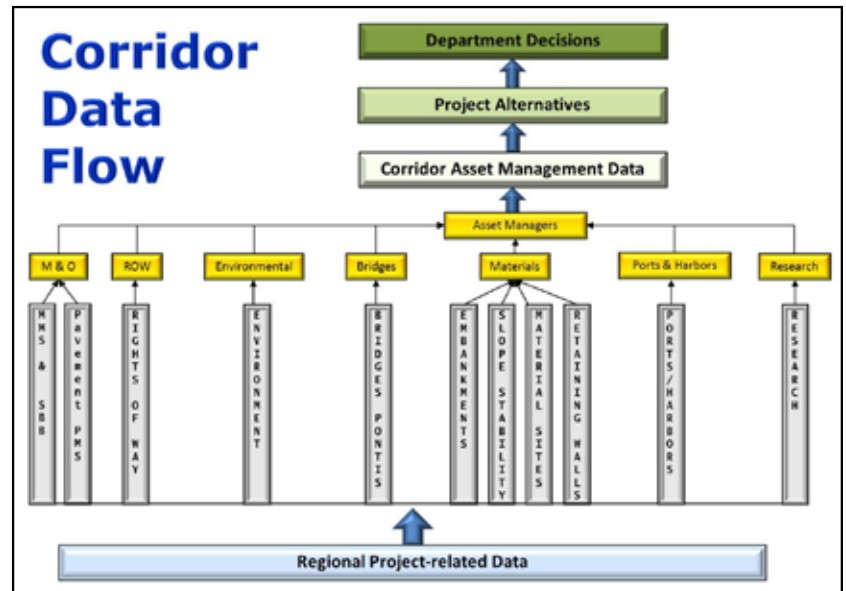 Corridor
Data
Flow
Department Decisions
Project Alternatives
Corridor Asset Management Data
Asset Managers
M & O
ROW
Environmental
Bridges
Materials
Ports & Harbors
Research
MMS & SBB
Pavement PMS
RIGHTS OF WAY
ENVIRONMENT
BRIDGES PONTIS
EMBANKMENTS
SLOPE STABILITY
MATERIAL SITES
RETAINING WALLS
PORTS/HARBORS
RESEARCH
Regional Project-related Data